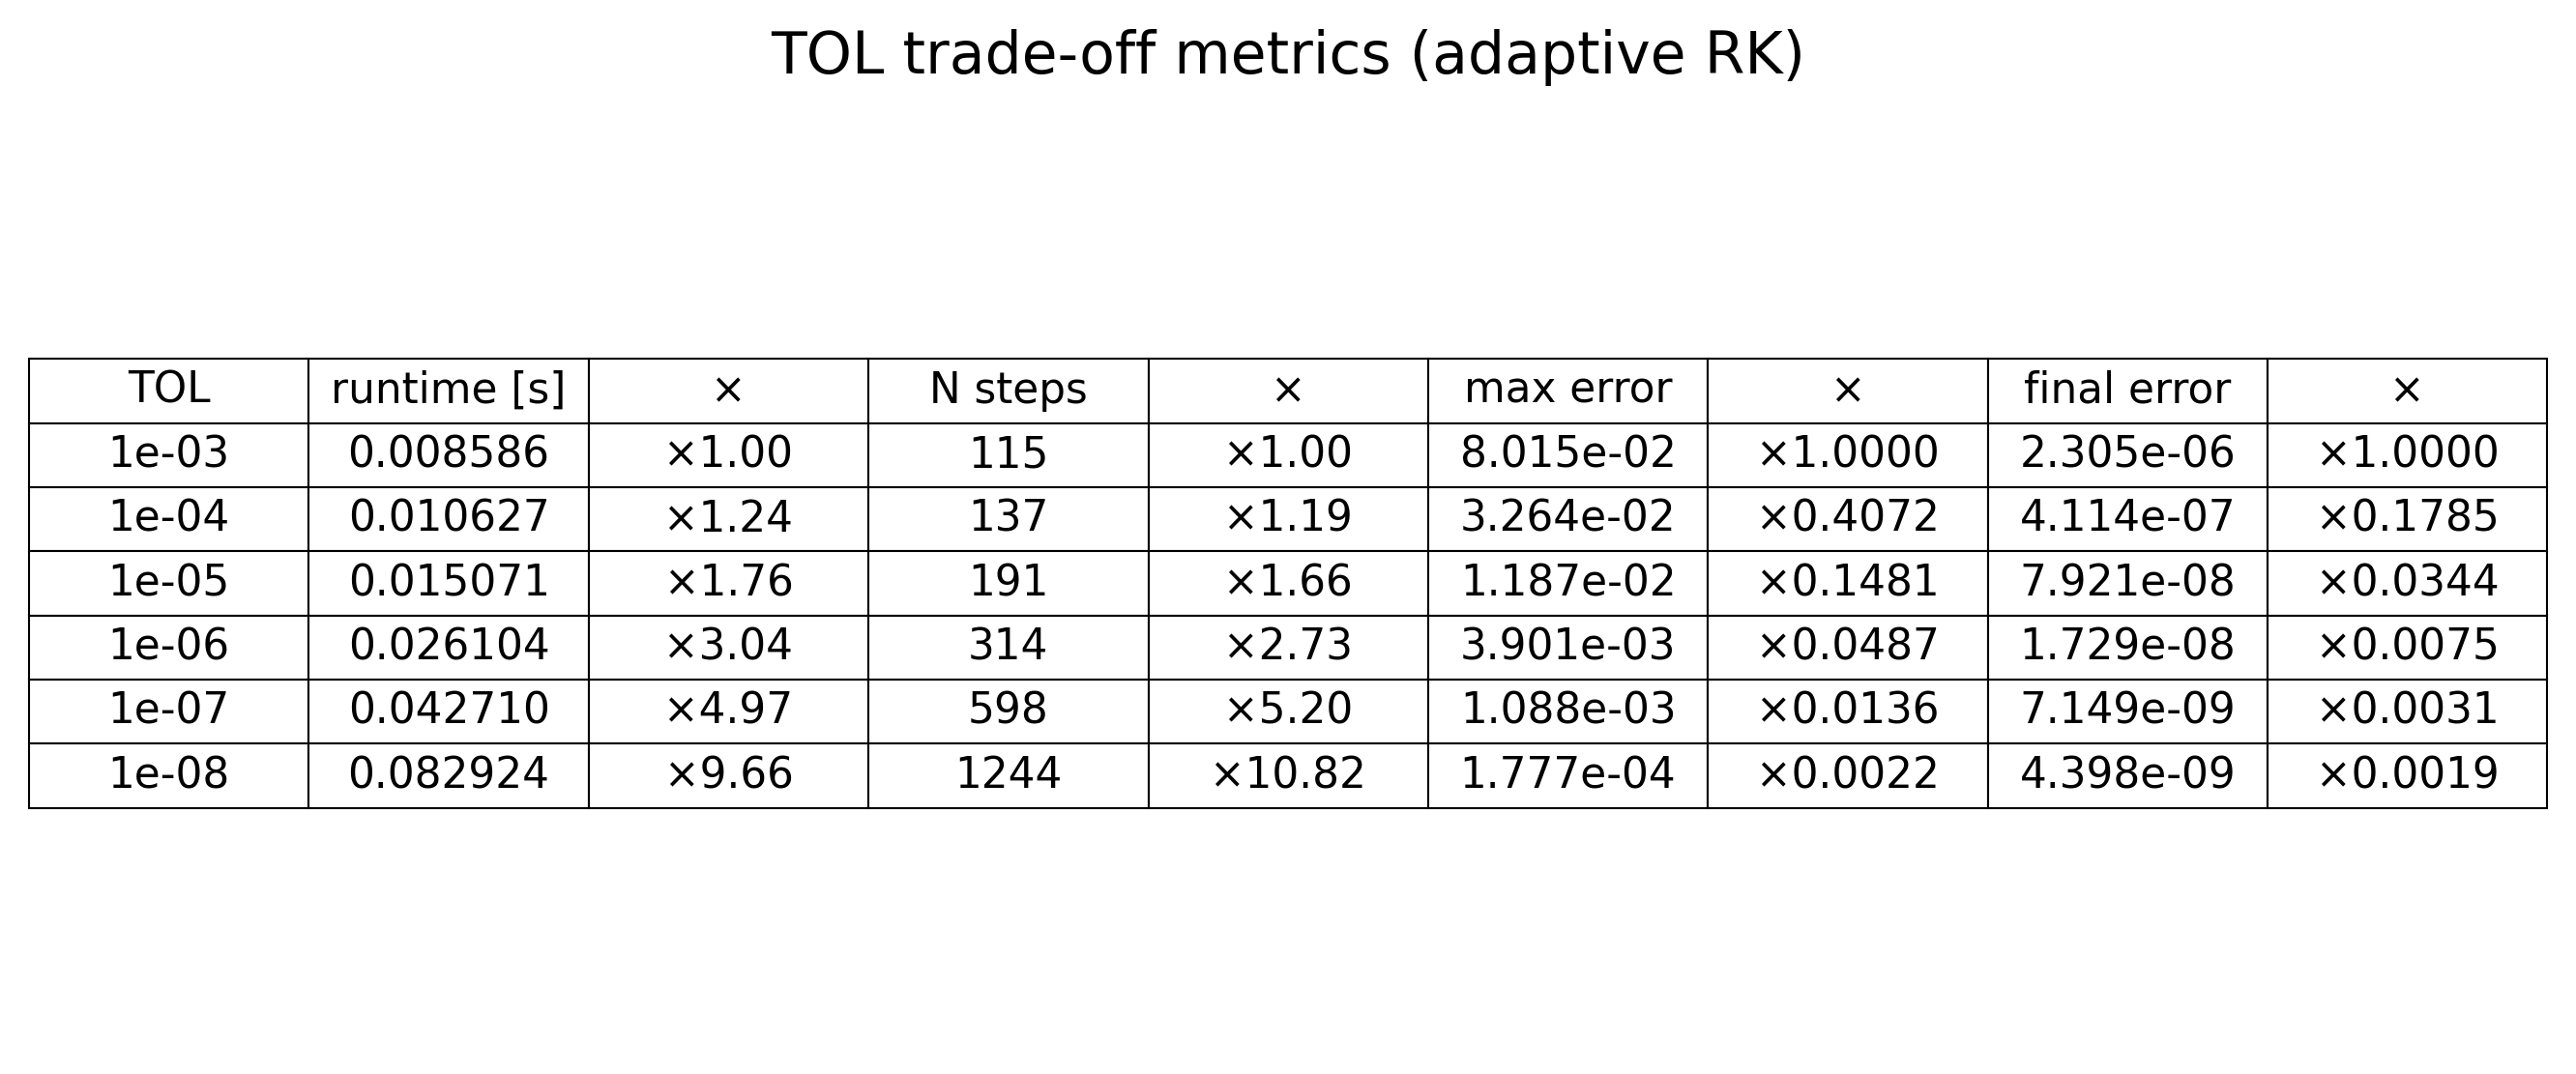 TOL trade-off metrics (adaptive RK)
TOL runtime [s] × N steps × max error × final error ×
1e-03 0.008586 ×1.00 115 ×1.00 8.015e-02 ×1.0000 2.305e-06 ×1.0000
1e-04 0.010627 ×1.24 137 ×1.19 3.264e-02 ×0.4072 4.114e-07 ×0.1785
1e-05 0.015071 ×1.76 191 ×1.66 1.187e-02 ×0.1481 7.921e-08 ×0.0344
1e-06 0.026104 ×3.04 314 ×2.73 3.901e-03 ×0.0487 1.729e-08 ×0.0075
1e-07 0.042710 ×4.97 598 ×5.20 1.088e-03 ×0.0136 7.149e-09 ×0.0031
1e-08 0.082924 ×9.66 1244 ×10.82 1.777e-04 ×0.0022 4.398e-09 ×0.0019